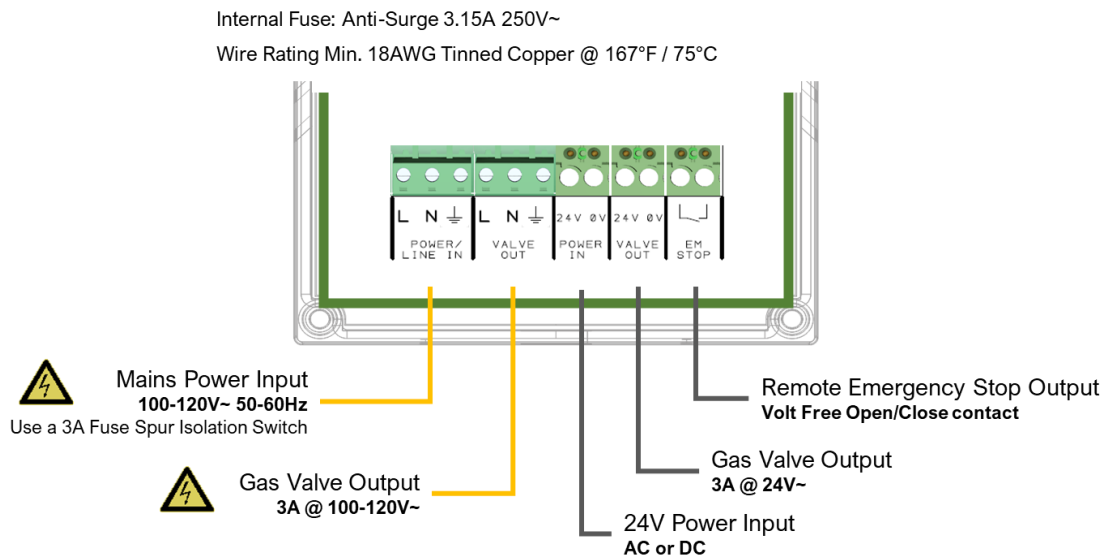 Internal Fuse: Anti-Surge 3.15A 250V~
Wire Rating Min. 18AWG Tinned Copper @ 167°F / 75°C
L N L N 24V 0V 24V 0V
POWER/ VALVE POWER VALVE EM
LINE IN OUT IN OUT STOP
Mains Power Input
100-120V~ 50-60Hz
Use a 3A Fuse Spur Isolation Switch
Remote Emergency Stop Output
Volt Free Open/Close contact
Gas Valve Output
3A @ 100-120V~
Gas Valve Output
3A @ 24V~
24V Power Input
AC or DC